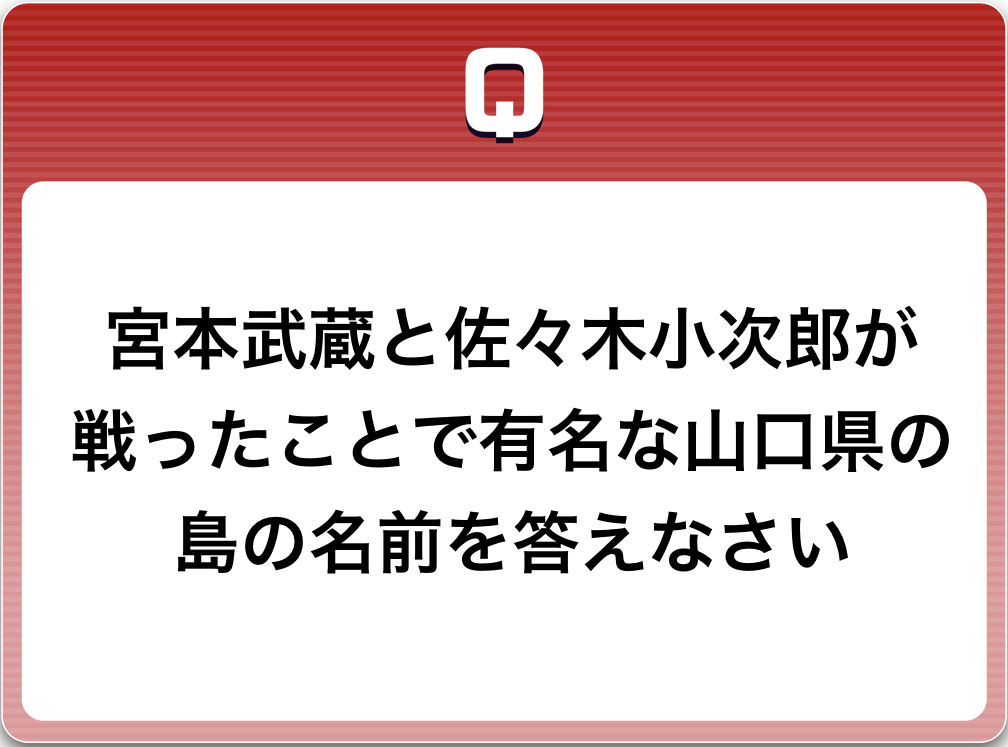 Q
宮本武蔵と佐々木小次郎が
戦ったことで有名な山口県の
島の名前を答えなさい